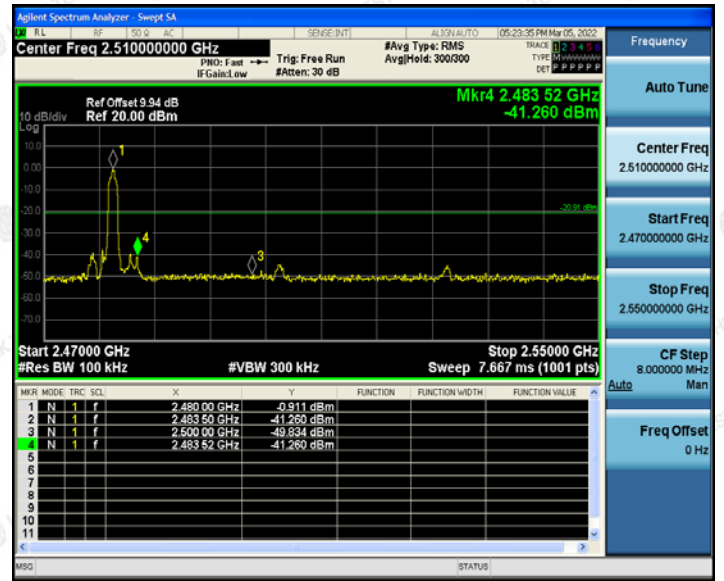 Agilent Spectrum Analyzer - Swept SA
RL RF 50 Ω AC SENSE:INT ALIGNAUTO 05:23:35 PM Mar 05, 2022
Center Freq 2.510000000 GHz
PNO: Fast
IFGain:Low
Trig: Free Run
#Atten: 30 dB
#Avg Type: RMS
Avg|Hold: 300/300
TRACE 1 2 3 4 5 6
TYPE M
DET P P P P P P
Frequency
Auto Tune
Center Freq
2.510000000 GHz
Start Freq
2.470000000 GHz
Stop Freq
2.550000000 GHz
CF Step
8.000000 MHz
Auto Man
Freq Offset
0 Hz
Mkr4 2.483 52 GHz
-41.260 dBm
Ref Offset 9.94 dB
10 dB/div Ref 20.00 dBm
Log
10.0
0.00
-10.0
-20.0
-30.0
-40.0
-50.0
-60.0
-70.0
1
4
3
-20.91 dBm
Start 2.47000 GHz Stop 2.55000 GHz
#Res BW 100 kHz #VBW 300 kHz Sweep 7.667 ms (1001 pts)
MKR MODE TRC SCL X Y FUNCTION FUNCTION WIDTH FUNCTION VALUE
1 N 1 f 2.480 00 GHz -0.911 dBm
2 N 1 f 2.483 50 GHz -41.260 dBm
3 N 1 f 2.500 00 GHz -49.834 dBm
4 N 1 f 2.483 52 GHz -41.260 dBm
5
6
7
8
9
10
11
MSG STATUS